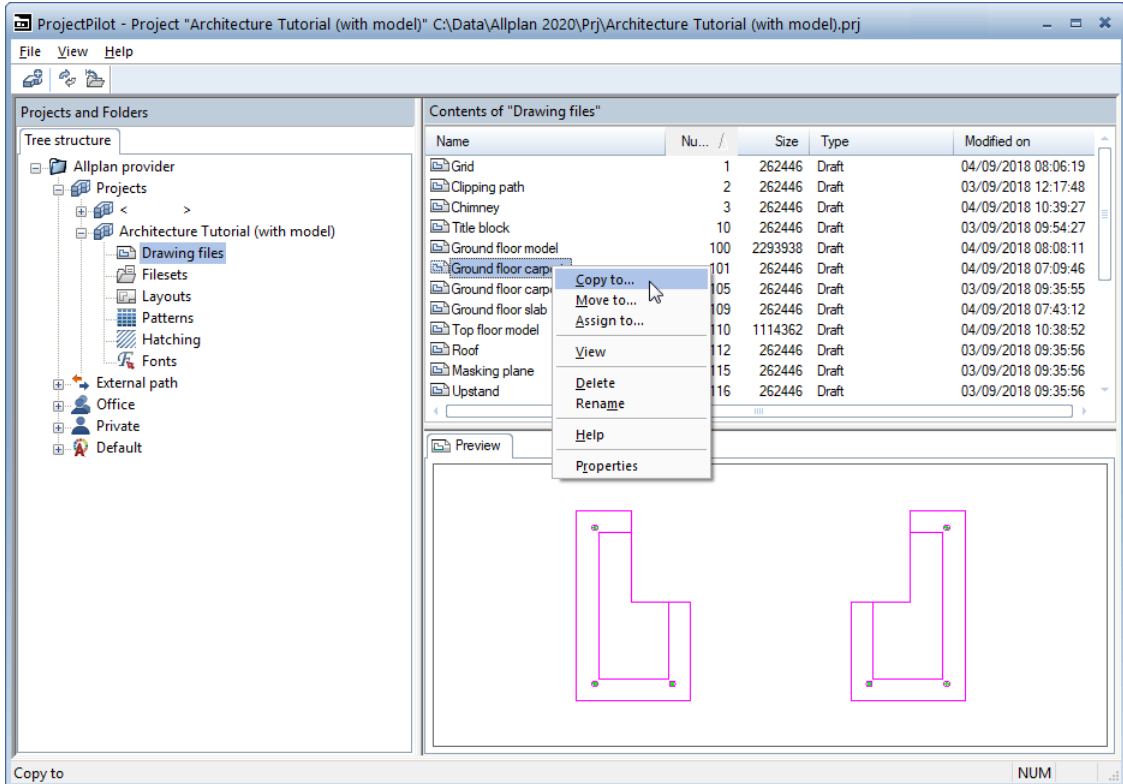 ProjectPilot - Project "Architecture Tutorial (with model)" C:\Data\Allplan 2020\Prj\Architecture Tutorial (with model).prj
File View Help
Projects and Folders
Tree structure
Allplan provider
Projects
< >
Architecture Tutorial (with model)
Drawing files
Filesets
Layouts
Patterns
Hatching
Fonts
External path
Office
Private
Default
Contents of "Drawing files"
Name Nu... / Size Type Modified on
Grid 1 262446 Draft 04/09/2018 08:06:19
Clipping path 2 262446 Draft 03/09/2018 12:17:48
Chimney 3 262446 Draft 04/09/2018 10:39:27
Title block 10 262446 Draft 03/09/2018 09:54:27
Ground floor model 100 2293938 Draft 04/09/2018 08:08:11
Ground floor 101 262446 Draft 04/09/2018 07:09:46
Ground floor 105 262446 Draft 03/09/2018 09:35:55
Ground floor slab 109 262446 Draft 04/09/2018 07:43:12
Top floor model 110 1114362 Draft 04/09/2018 10:38:52
Roof 112 262446 Draft 03/09/2018 09:35:56
Masking plane 115 262446 Draft 03/09/2018 09:35:56
Upstand 116 262446 Draft 03/09/2018 09:35:56
Copy to...
Move to...
Assign to...
View
Delete
Rename
Help
Properties
Preview
Copy to NUM